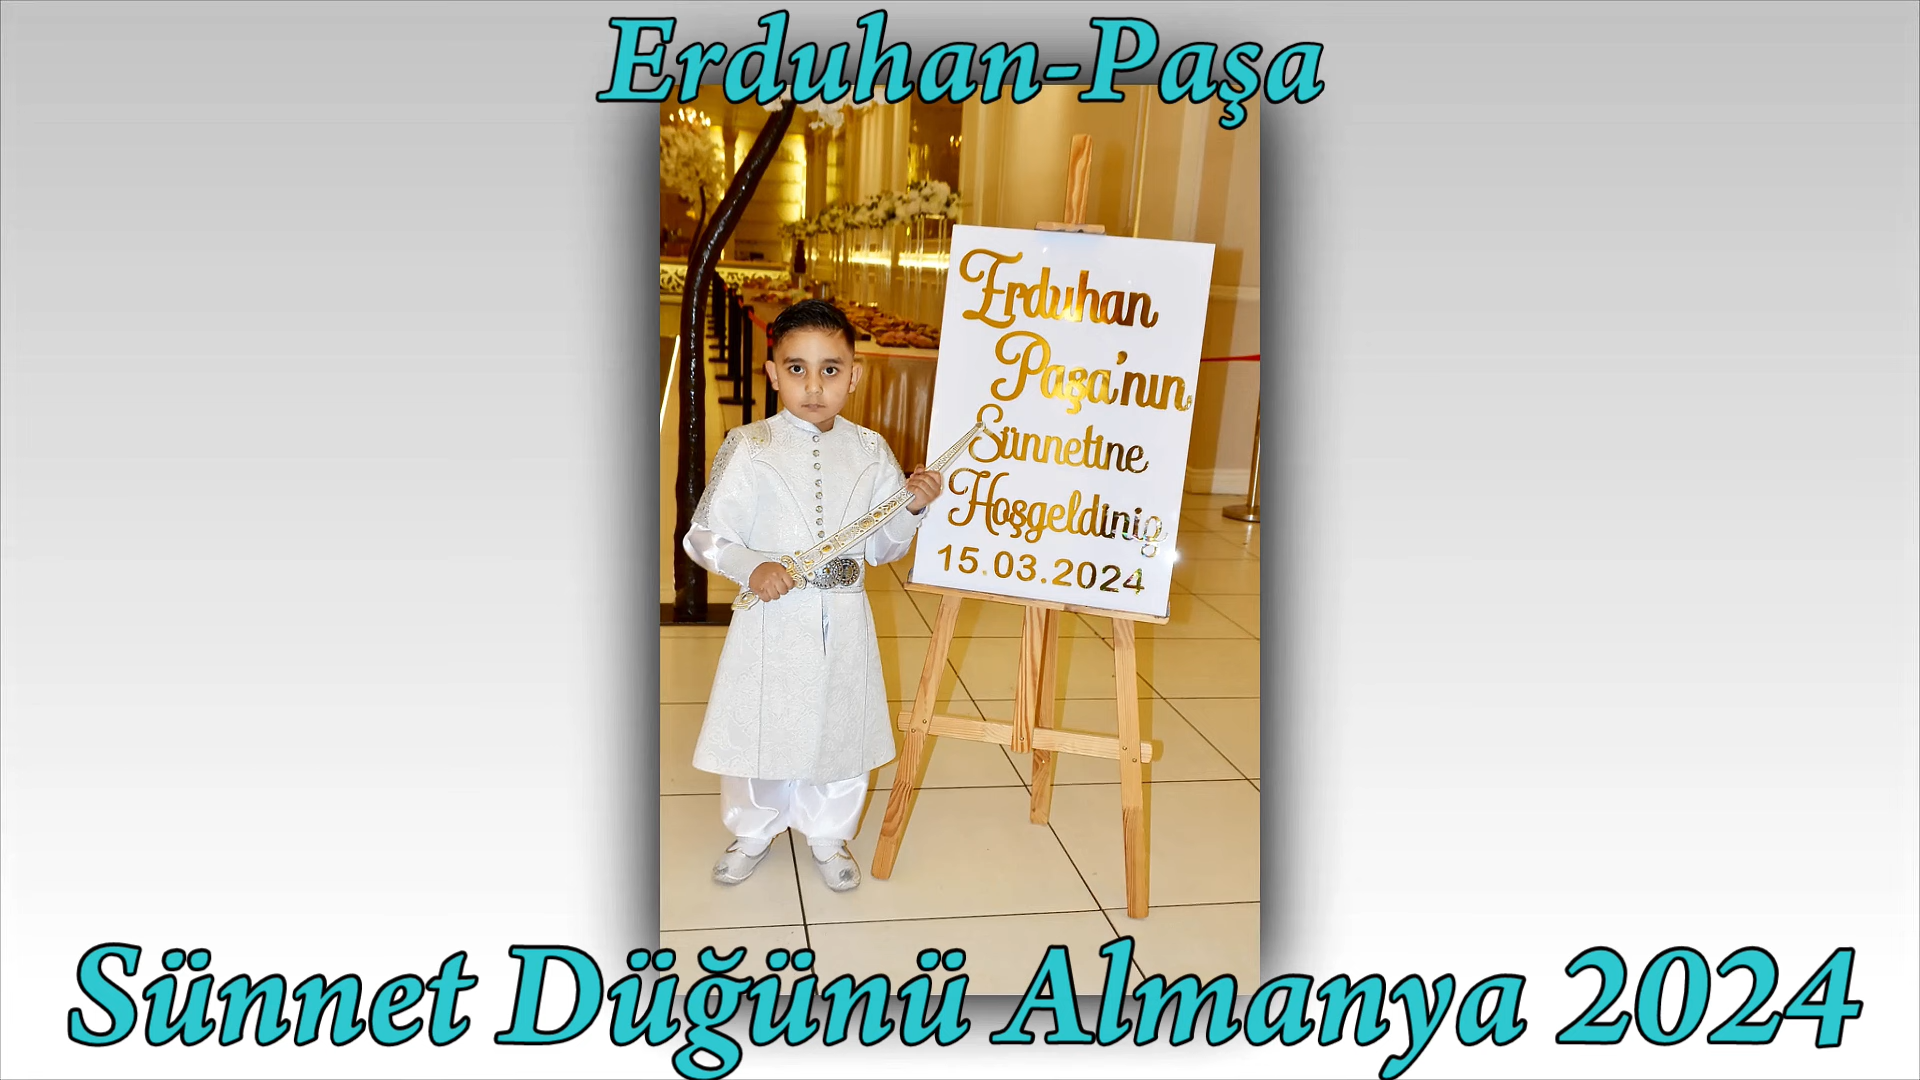 Erduhan-Paşa
Erduhan
Paşa'nın
Sünnetine
Hoşgeldiniz
15.03.2024
Sünnet Düğünü Almanya 2024